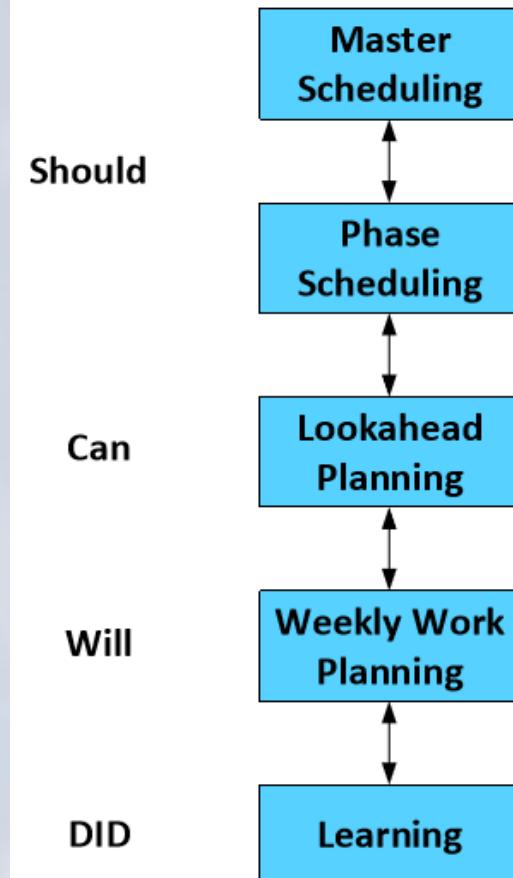 Master
Scheduling
Should
Phase
Scheduling
Can
Lookahead
Planning
Will
Weekly Work
Planning
DID
Learning